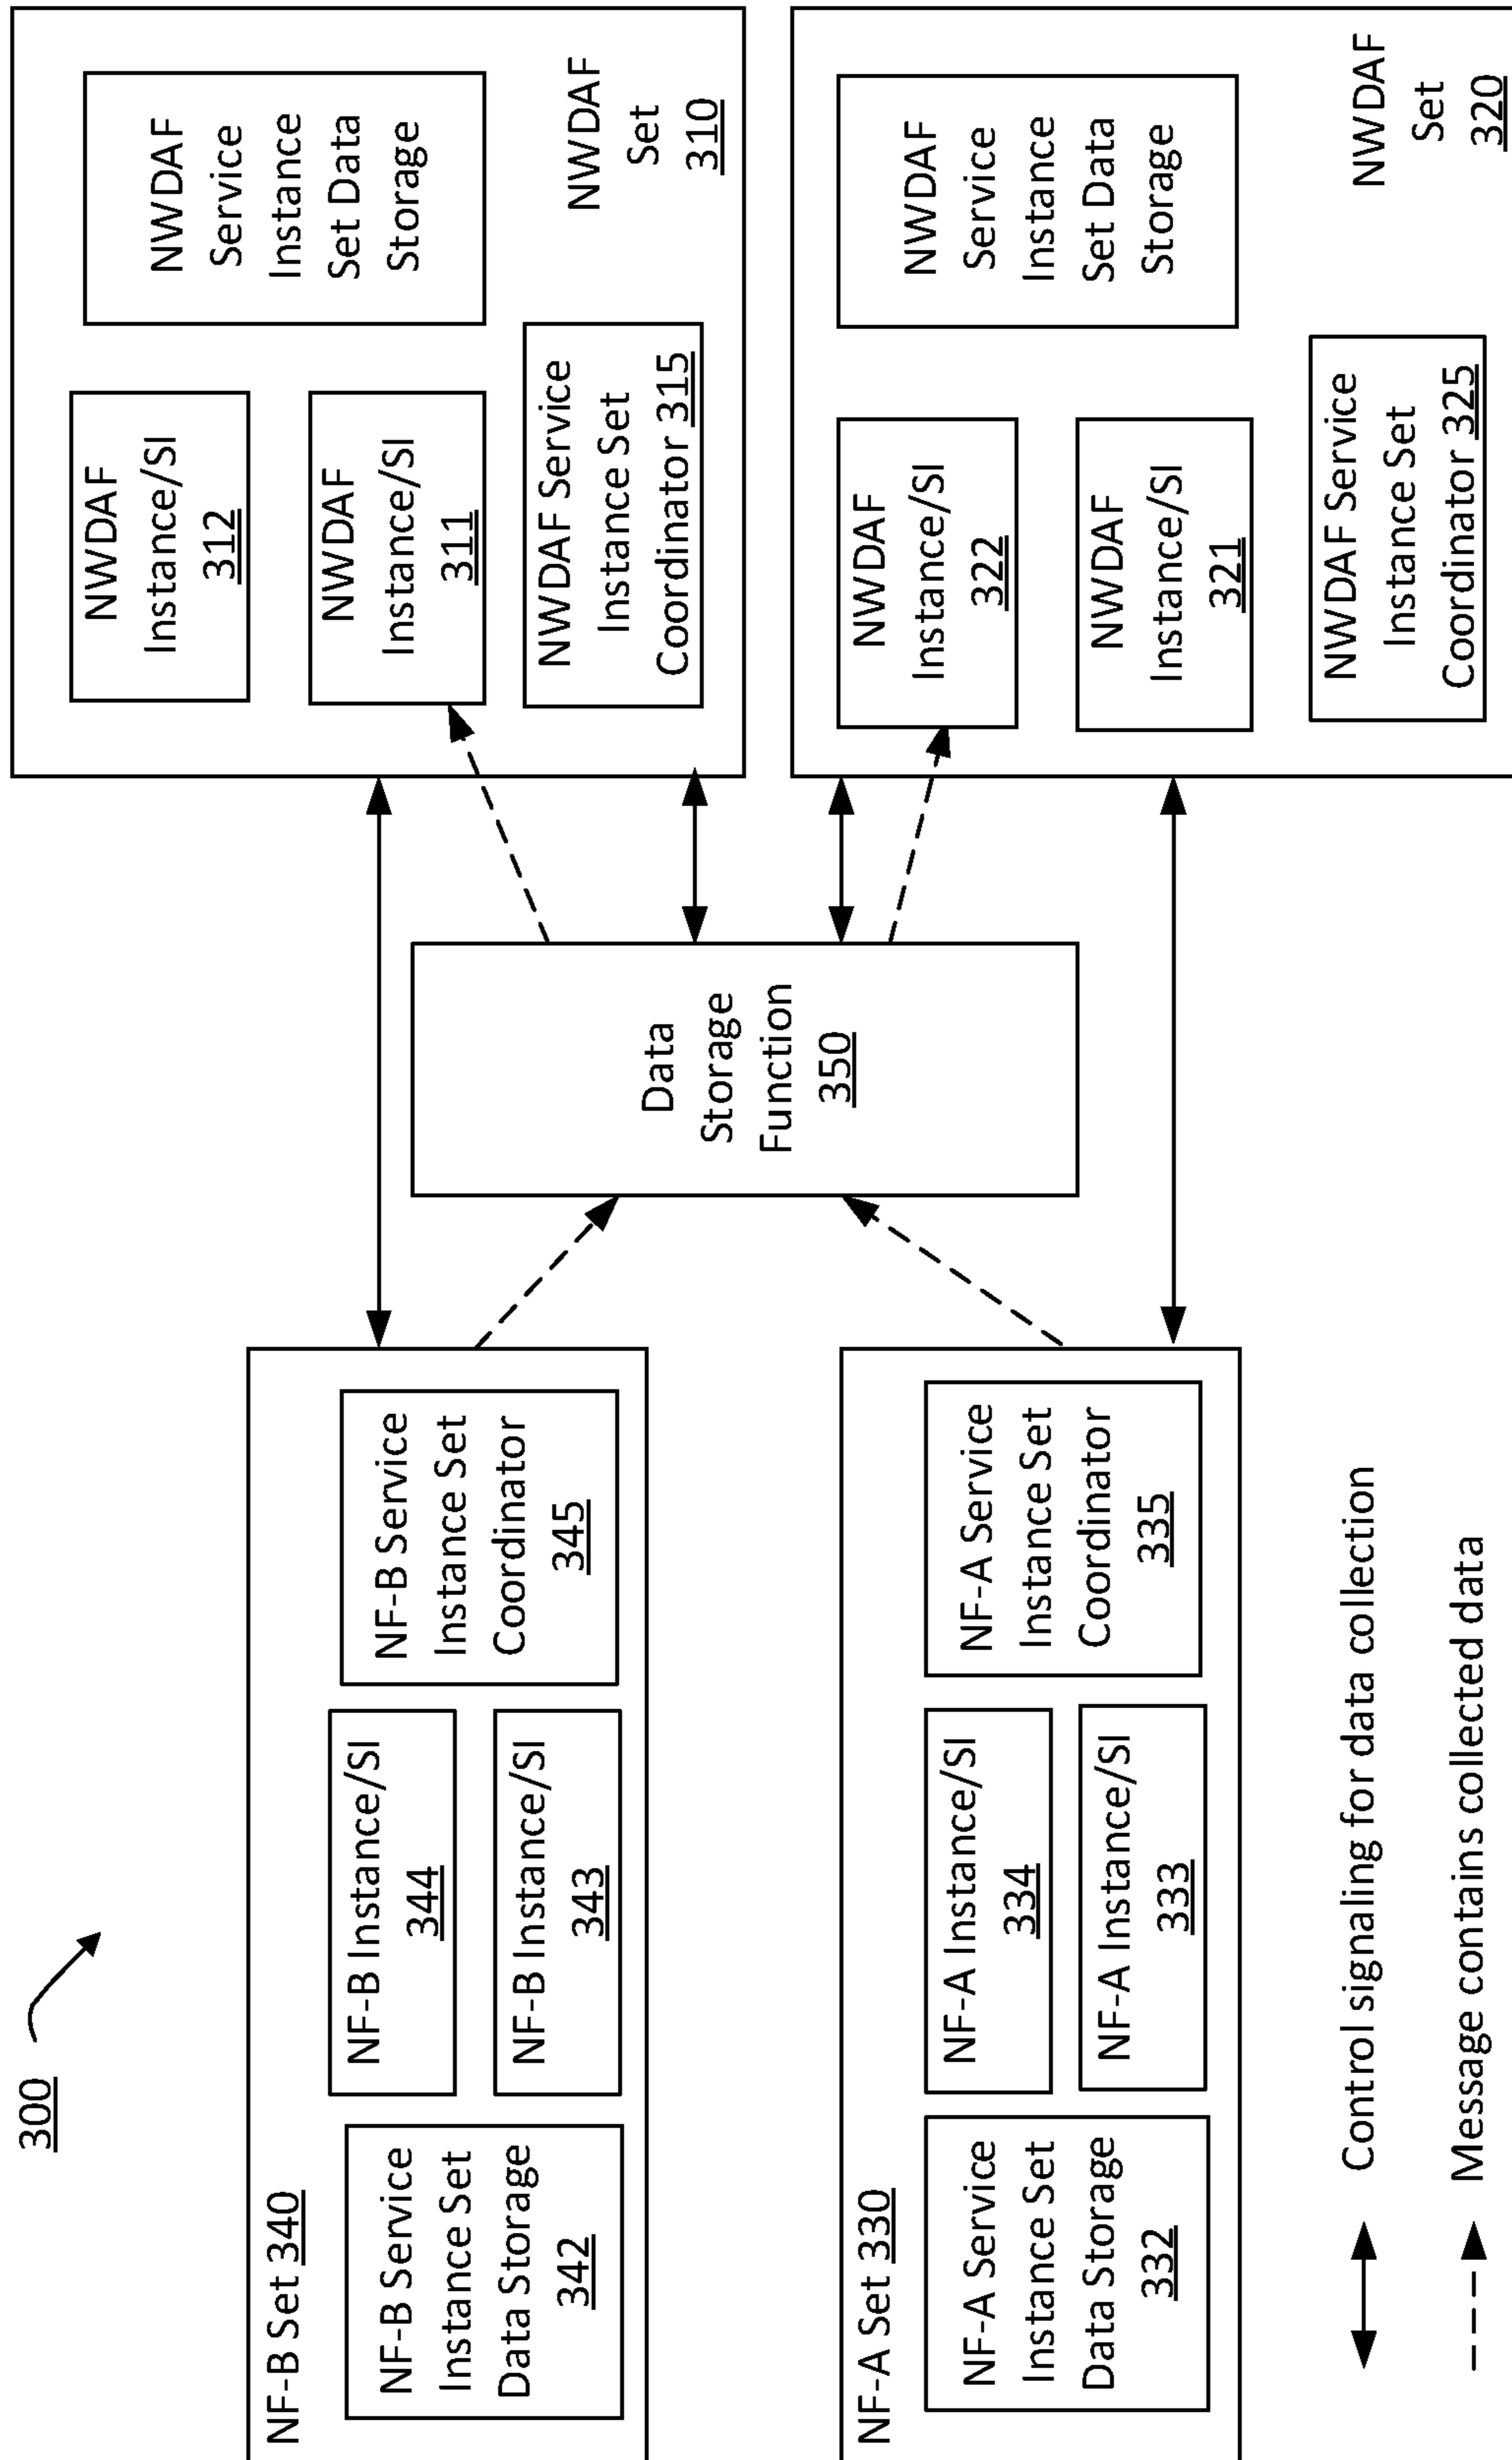 300
NF-B Set 340
NF-B Service
Instance Set
Data Storage
342
NF-B Instance/SI
344
NF-B Instance/SI
343
NF-B Service
Instance Set
Coordinator
345
NF-A Set 330
NF-A Service
Instance Set
Data Storage
332
NF-A Instance/SI
334
NF-A Instance/SI
333
NF-A Service
Instance Set
Coordinator
335
Data
Storage
Function
350
NWDAF
Instance/SI
312
NWDAF
Instance/SI
311
NWDAF Service
Instance Set
Coordinator 315
NWDAF
Service
Instance
Set Data
Storage
NWDAF
Set
310
NWDAF
Instance/SI
322
NWDAF
Instance/SI
321
NWDAF Service
Instance Set
Coordinator 325
NWDAF
Service
Instance
Set Data
Storage
NWDAF
Set
320
Control signaling for data collection
Message contains collected data